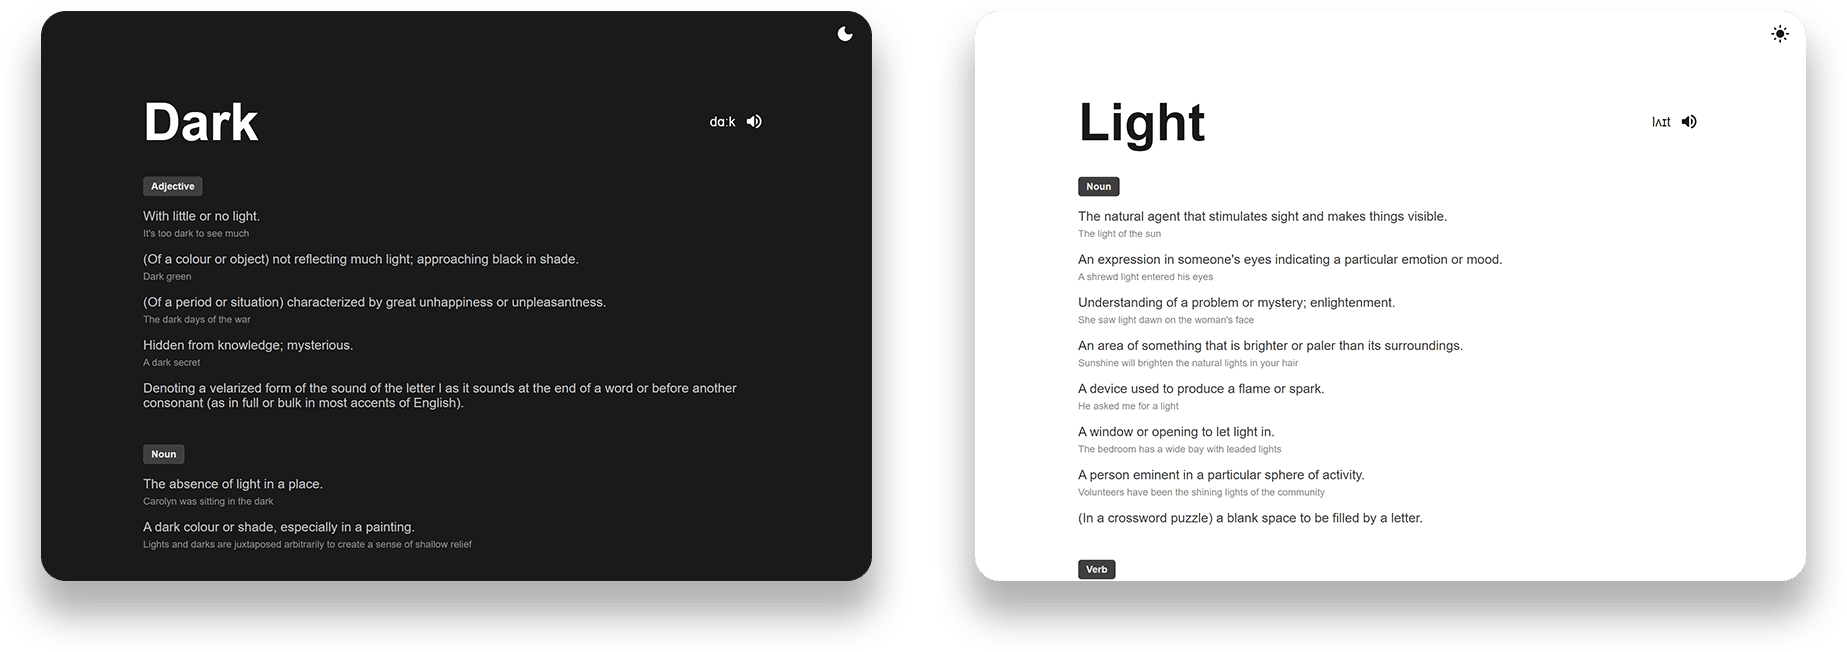 Dark
dɑːk
Adjective
With little or no light.
It's too dark to see much
(Of a colour or object) not reflecting much light; approaching black in shade.
Dark green
(Of a period or situation) characterized by great unhappiness or unpleasantness.
The dark days of the war
Hidden from knowledge; mysterious.
A dark secret
Denoting a velarized form of the sound of the letter l as it sounds at the end of a word or before another
consonant (as in full or bulk in most accents of English).
Noun
The absence of light in a place.
Carolyn was sitting in the dark
A dark colour or shade, especially in a painting.
Lights and darks are juxtaposed arbitrarily to create a sense of shallow relief
Light
lʌɪt
Noun
The natural agent that stimulates sight and makes things visible.
The light of the sun
An expression in someone's eyes indicating a particular emotion or mood.
A shrewd light entered his eyes
Understanding of a problem or mystery; enlightenment.
She saw light dawn on the woman's face
An area of something that is brighter or paler than its surroundings.
Sunshine will brighten the natural lights in your hair
A device used to produce a flame or spark.
He asked me for a light
A window or opening to let light in.
The bedroom has a wide bay with leaded lights
A person eminent in a particular sphere of activity.
Volunteers have been the shining lights of the community
(In a crossword puzzle) a blank space to be filled by a letter.
Verb